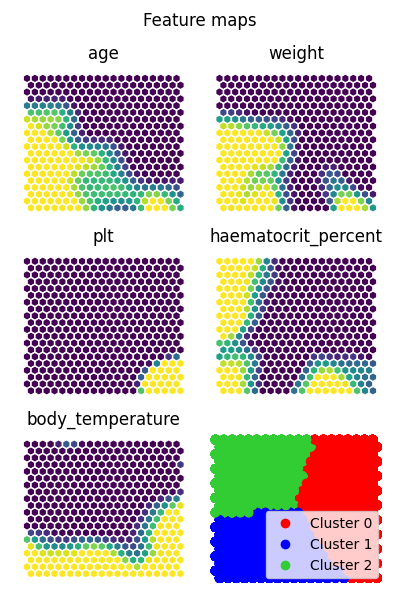 Feature maps
age
weight
plt
haematocrit_percent
body_temperature
Cluster 0
Cluster 1
Cluster 2